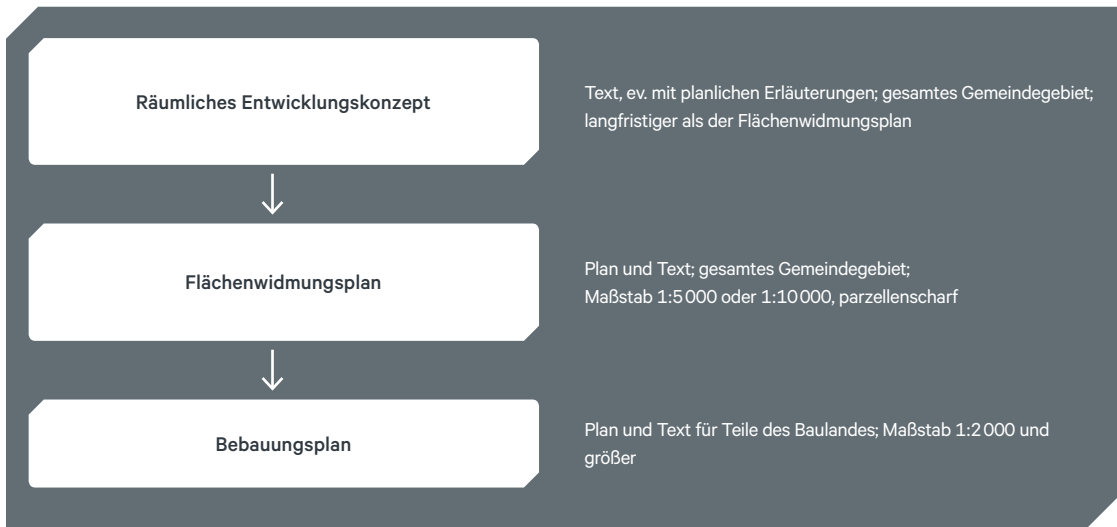 Räumliches Entwicklungskonzept
Text, ev. mit planlichen Erläuterungen; gesamtes Gemeindegebiet;
langfristiger als der Flächenwidmungsplan
Flächenwidmungsplan
Plan und Text; gesamtes Gemeindegebiet;
Maßstab 1:5 000 oder 1:10 000, parzellenscharf
Bebauungsplan
Plan und Text für Teile des Baulandes; Maßstab 1:2 000 und
größer